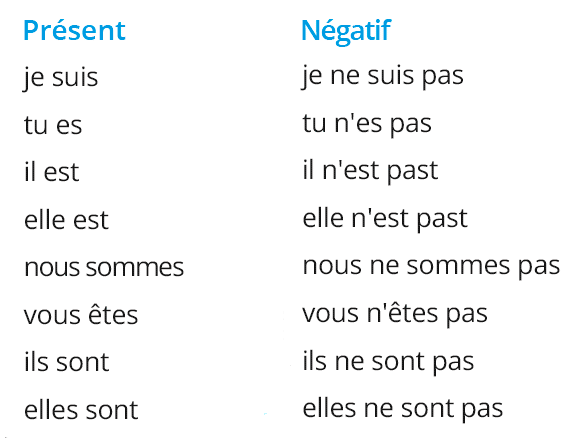 Présent Négatif
je suis je ne suis pas
tu es tu n'es pas
il est il n'est past
elle est elle n'est past
nous sommes nous ne sommes pas
vous êtes vous n'êtes pas
ils sont ils ne sont pas
elles sont elles ne sont pas